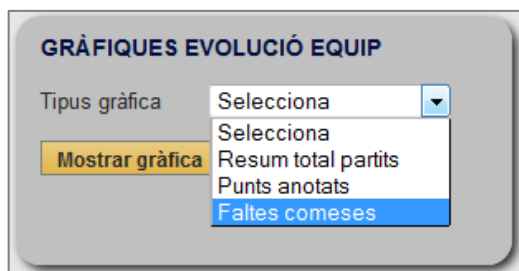 GRÀFIQUES EVOLUCIÓ EQUIP
Tipus gràfica Selecciona
Selecciona
Mostrar gràfica Resum total partits
Punts anotats
Faltes comeses